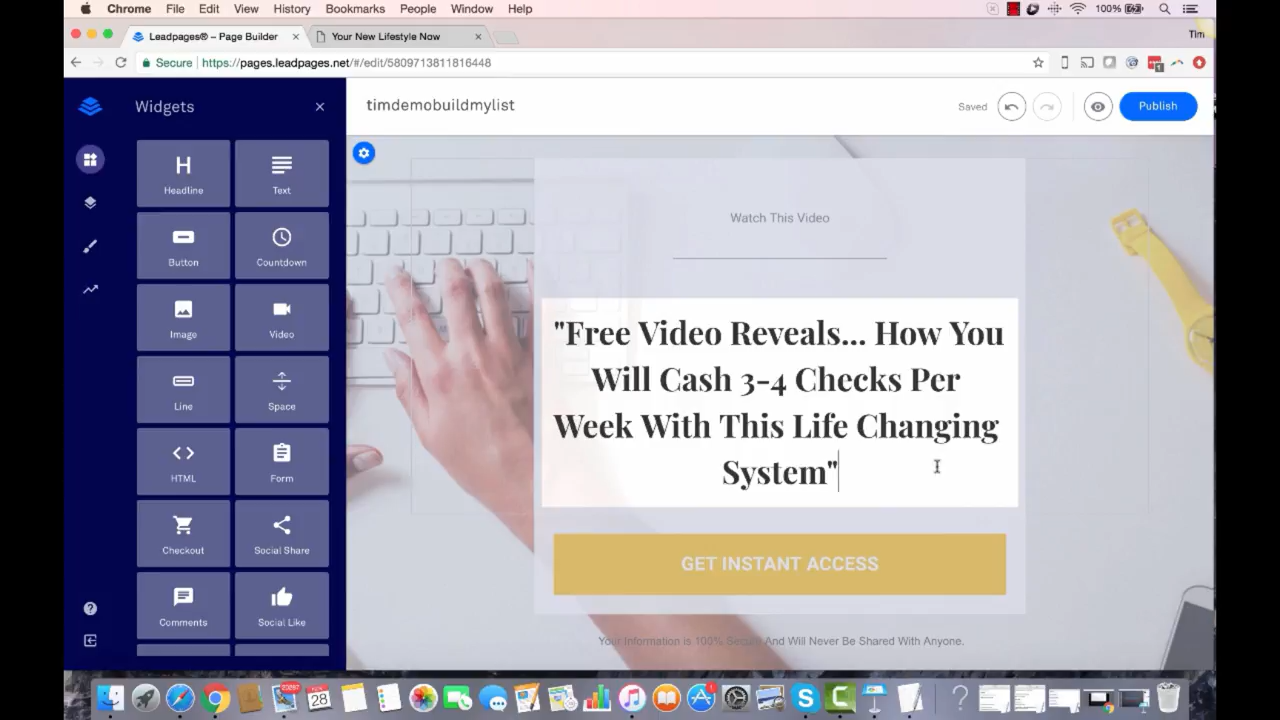 Chrome File Edit View History Bookmarks People Window Help 100%
Leadpages® – Page Builder Your New Lifestyle Now Tim
Secure https://pages.leadpages.net/#/edit/5809713811816448
Widgets timdemobuildmylist Saved Publish
H
Headline Text
Watch This Video
Button Countdown
Image Video
"Free Video Reveals... How You
Will Cash 3-4 Checks Per
Week With This Life Changing
System"
Line Space
HTML Form
Checkout Social Share
GET INSTANT ACCESS
Comments Social Like
Your Information is 100% Secure And Will Never Be Shared With Anyone.
NOV
28